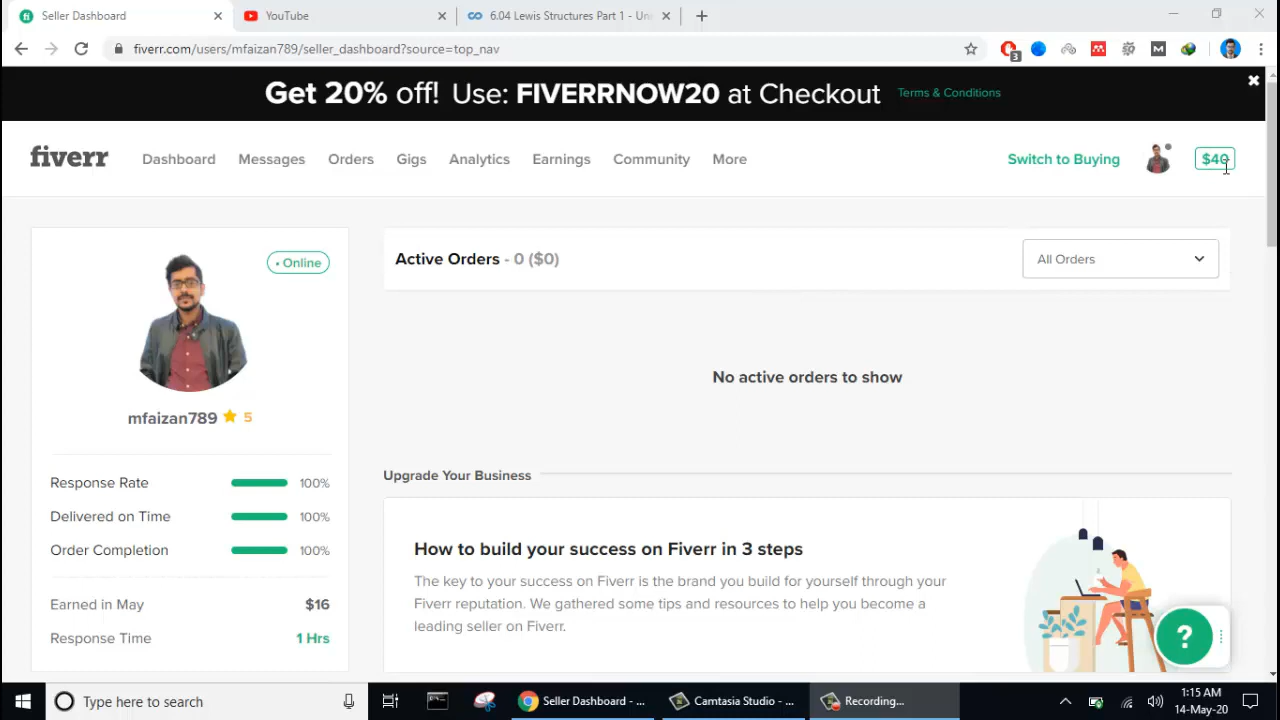 Seller Dashboard
YouTube
6.04 Lewis Structures Part 1 - Un
fiverr.com/users/mfaizan789/seller_dashboard?source=top_nav
3
Get 20% off! Use: FIVERRNOW20 at Checkout
Terms & Conditions
fiverr
Dashboard
Messages
Orders
Gigs
Analytics
Earnings
Community
More
Switch to Buying
$40
• Online
mfaizan789 ★ 5
Response Rate 100%
Delivered on Time 100%
Order Completion 100%
Earned in May $16
Response Time 1 Hrs
Active Orders - 0 ($0)
All Orders
No active orders to show
Upgrade Your Business
How to build your success on Fiverr in 3 steps
The key to your success on Fiverr is the brand you build for yourself through your
Fiverr reputation. We gathered some tips and resources to help you become a
leading seller on Fiverr.
?
Type here to search
Seller Dashboard - ...
Camtasia Studio - ...
Recording...
1:15 AM
14-May-20